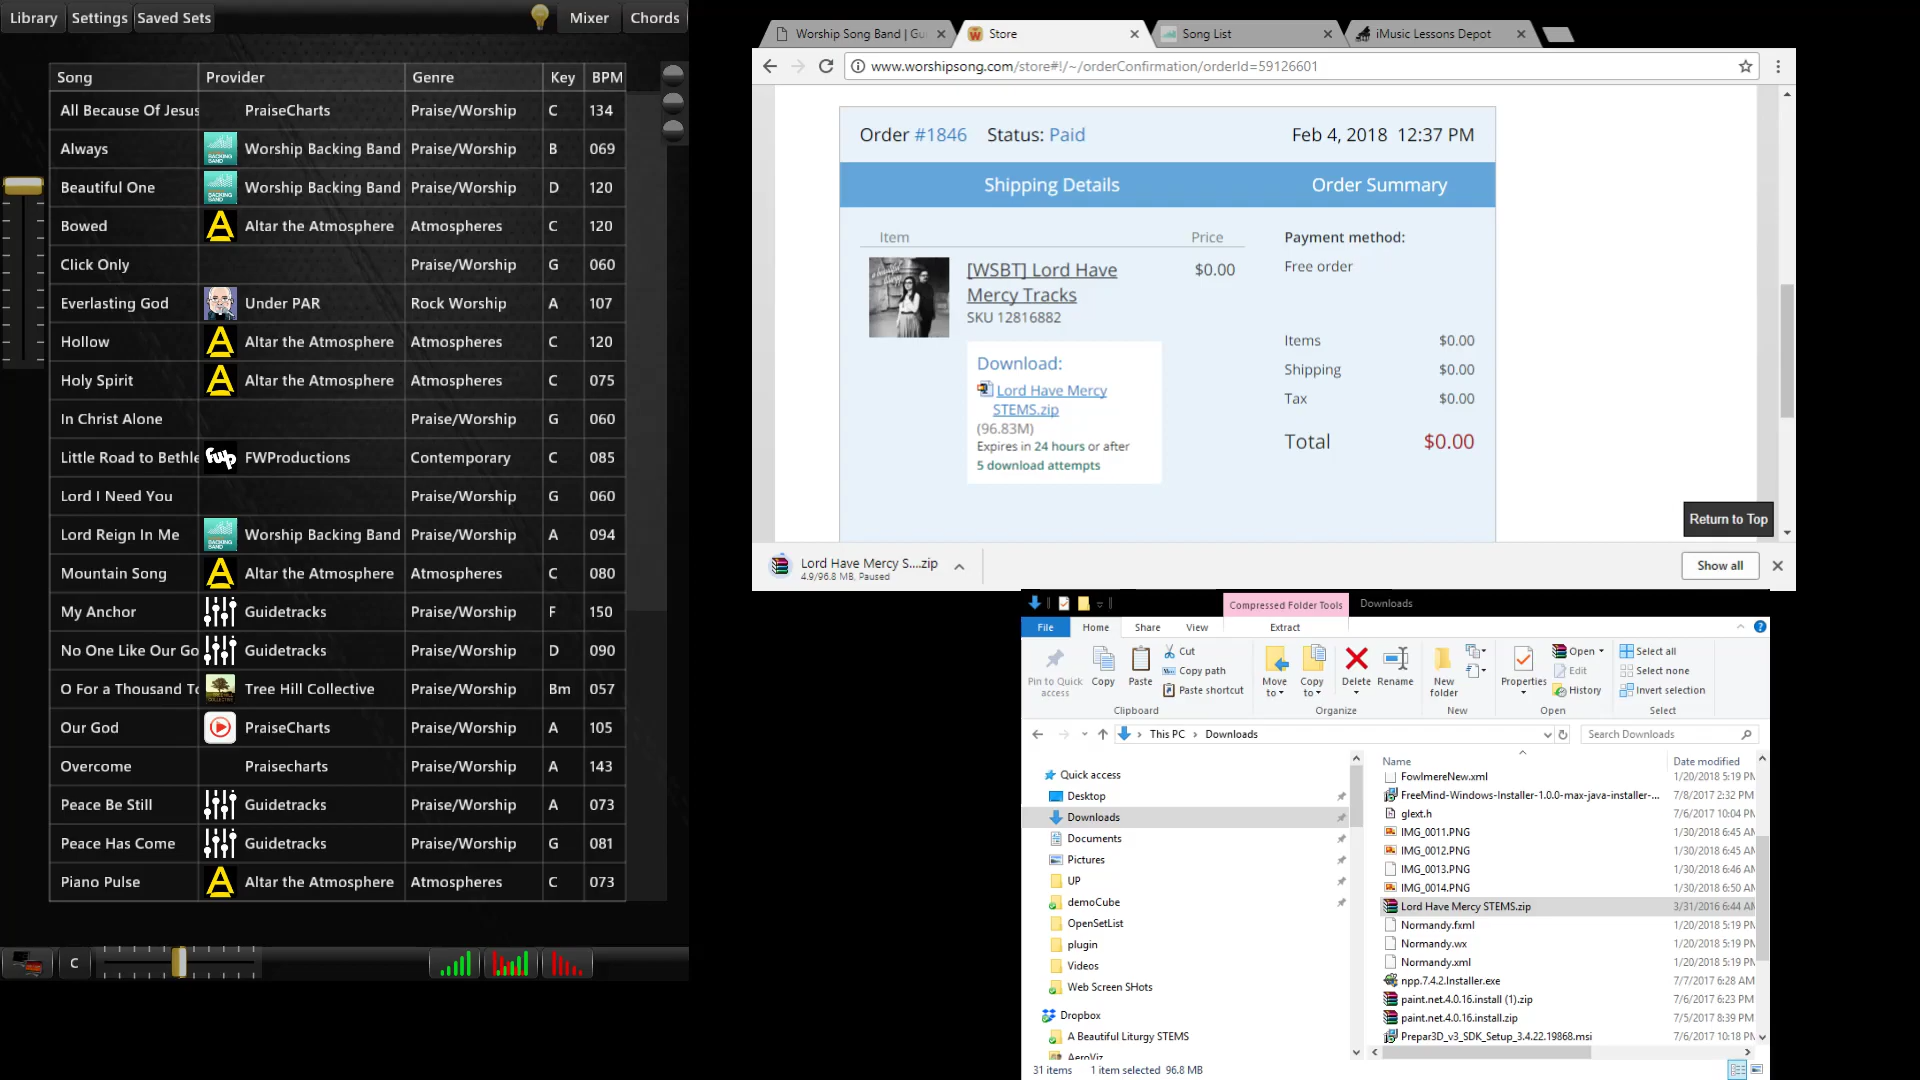 Library Settings Saved Sets Mixer Chords
Song Provider Genre Key BPM
All Because Of Jesus PraiseCharts Praise/Worship C 134
Always Worship Backing Band Praise/Worship B 069
Beautiful One Worship Backing Band Praise/Worship D 120
Bowed Altar the Atmosphere Atmospheres C 120
Click Only Praise/Worship G 060
Everlasting God Under PAR Rock Worship A 107
Hollow Altar the Atmosphere Atmospheres C 120
Holy Spirit Altar the Atmosphere Atmospheres C 075
In Christ Alone Praise/Worship G 060
Little Road to Bethle fwp FWProductions Contemporary C 085
Lord I Need You Praise/Worship G 060
Lord Reign In Me Worship Backing Band Praise/Worship A 094
Mountain Song Altar the Atmosphere Atmospheres C 080
My Anchor Guidetracks Praise/Worship F 150
No One Like Our Go Guidetracks Praise/Worship D 090
O For a Thousand To Tree Hill Collective Praise/Worship Bm 057
Our God PraiseCharts Praise/Worship A 105
Overcome Praisecharts Praise/Worship A 143
Peace Be Still Guidetracks Praise/Worship A 073
Peace Has Come Guidetracks Praise/Worship G 081
Piano Pulse Altar the Atmosphere Atmospheres C 073
C
Worship Song Band | Gu Store Song List iMusic Lessons Depot
www.worshipsong.com/store#!/~/orderConfirmation/orderId=59126601
Order #1846 Status: Paid Feb 4, 2018 12:37 PM
Shipping Details Order Summary
Item Price Payment method:
[WSBT] Lord Have $0.00 Free order
Mercy Tracks
SKU 12816882
Items $0.00
Download:
Shipping $0.00
Lord Have Mercy
STEMS.zip
Tax $0.00
(96.83M)
Expires in 24 hours or after
Total $0.00
5 download attempts
Return to Top
Lord Have Mercy S....zip
4.9/96.8 MB, Paused
Show all
Compressed Folder Tools Downloads
File Home Share View Extract
Pin to Quick access
Copy
Paste
Cut
Copy path
Paste shortcut
Move to
Copy to
Delete
Rename
New folder
Properties
Open
Edit
History
Select all
Select none
Invert selection
Clipboard Organize New Open Select
This PC Downloads Search Downloads
Quick access
Desktop
Downloads
Documents
Pictures
UP
demoCube
OpenSetList
plugin
Videos
Web Screen SHots
Dropbox
A Beautiful Liturgy STEMS
AeroViz
Name Date modified
FowlmereNew.xml 1/20/2018 5:19 PM
FreeMind-Windows-Installer-1.0.0-max-java-installer-... 7/8/2017 2:32 PM
glext.h 7/6/2017 10:04 PM
IMG_0011.PNG 1/30/2018 6:45 AM
IMG_0012.PNG 1/30/2018 6:45 AM
IMG_0013.PNG 1/30/2018 6:46 AM
IMG_0014.PNG 1/30/2018 6:50 AM
Lord Have Mercy STEMS.zip 3/31/2016 6:44 AM
Normandy.fxml 1/20/2018 5:19 PM
Normandy.wx 1/20/2018 5:19 PM
Normandy.xml 1/20/2018 5:19 PM
npp.7.4.2.Installer.exe 7/7/2017 6:28 AM
paint.net.4.0.16.install (1).zip 7/6/2017 6:23 PM
paint.net.4.0.16.install.zip 7/5/2017 8:39 PM
Prepar3D_v3_SDK_Setup_3.4.22.19868.msi 7/6/2017 10:18 PM
31 items 1 item selected 96.8 MB